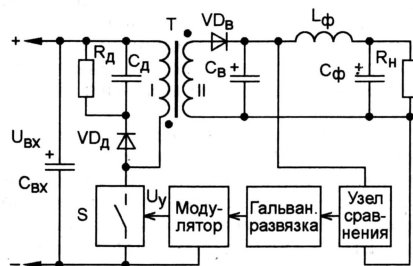 T VDВ Lф
+ RД CД I II CВ + Cф + RН
VDД
UВХ +
CВХ
S Uу Моду-
лятор
Гальван.
развязка
Узел
срав-
нения
−